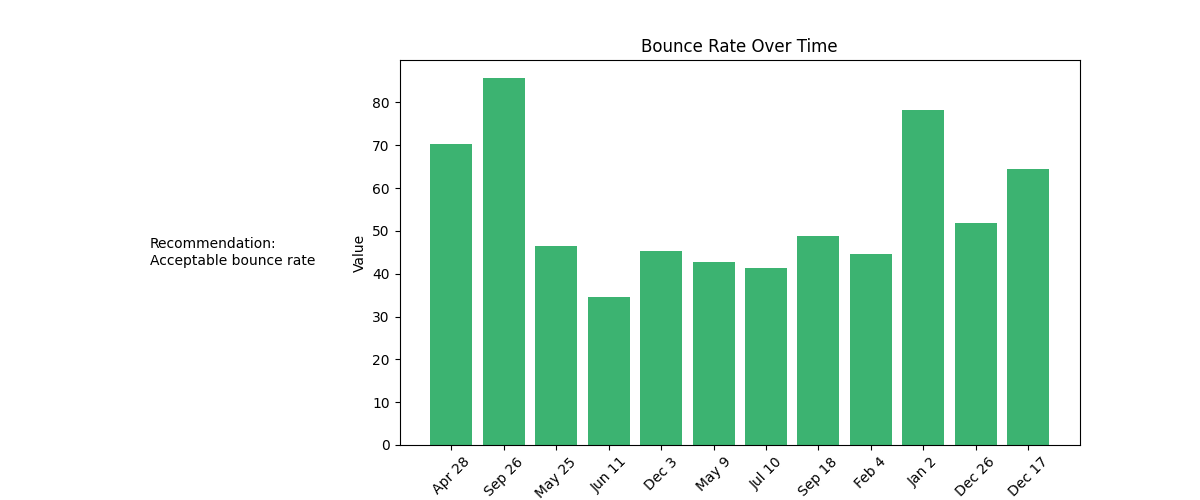 Bounce Rate Over Time
Recommendation:
Acceptable bounce rate
Value
80
70
60
50
40
30
20
10
0
Apr 28
Sep 26
May 25
Jun 11
Dec 3
May 9
Jul 10
Sep 18
Feb 4
Jan 2
Dec 26
Dec 17